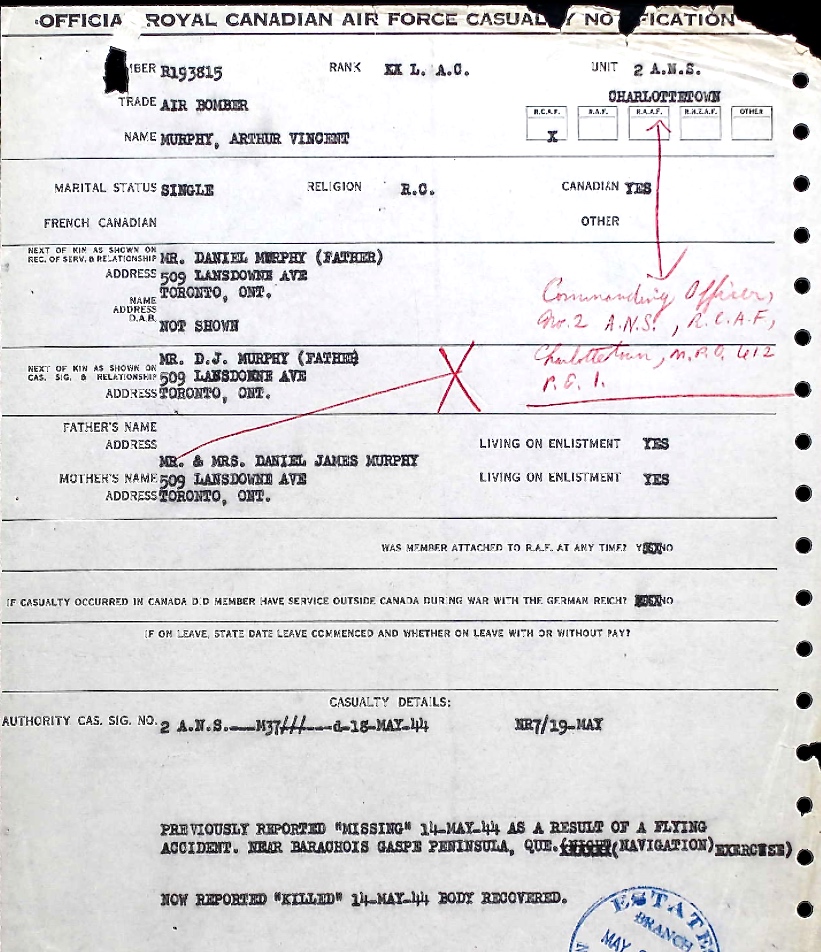 OFFICIA ROYAL CANADIAN AIR FORCE CASUALTY NO FICATION
BER R193815 RANK XX L. A.C. UNIT 2 A.N.S.
CHARLOTTETOWN
TRADE AIR BOMBER
R.C.A.F. R.A.F. R.A.A.F. R.N.Z.A.F. OTHER
X
NAME MURPHY, ARTHUR VINCENT
MARITAL STATUS SINGLE RELIGION R.C. CANADIAN YES
FRENCH CANADIAN OTHER
NEXT OF KIN AS SHOWN ON
REC. OF SERV. & RELATIONSHIP MR. DANIEL MURPHY (FATHER)
ADDRESS 509 LANSDOWNE AVE
TORONTO, ONT.
NAME
ADDRESS
D.A.B. NOT SHOWN
Commanding Officer,
No. 2 A.N.S., R.C.A.F,
Charlottetown, M.P.O. 612
P.E.I.
NEXT OF KIN AS SHOWN ON
CAS. SIG. & RELATIONSHIP
MR. D.J. MURPHY (FATHER
509 LANSDOENE AVE
ADDRESS TORONTO, ONT.
X
FATHER'S NAME
ADDRESS LIVING ON ENLISTMENT YES
MR. & MRS. DANIEL JAMES MURPHY
MOTHER'S NAME 509 LANSDOWNE AVE LIVING ON ENLISTMENT YES
ADDRESS TORONTO, ONT.
WAS MEMBER ATTACHED TO R.A.F. AT ANY TIME? NO
IF CASUALTY OCCURRED IN CANADA DID MEMBER HAVE SERVICE OUTSIDE CANADA DURING WAR WITH THE GERMAN REICH? NO
IF ON LEAVE, STATE DATE LEAVE COMMENCED AND WHETHER ON LEAVE WITH OR WITHOUT PAY?
CASUALTY DETAILS:
AUTHORITY CAS. SIG. NO. 2 A.N.S.---M37///---d-18-MAY-44 NR7/19-MAY
PREVIOUSLY REPORTED "MISSING" 14-MAY-44 AS A RESULT OF A FLYING
ACCIDENT. NEAR BARACHOIS GASPE PENINSULA, QUE. (NAVIGATION) EXERCISE)
NOW REPORTED "KILLED" 14-MAY-44 BODY RECOVERED.
ESTATE
BRANCH
MAY